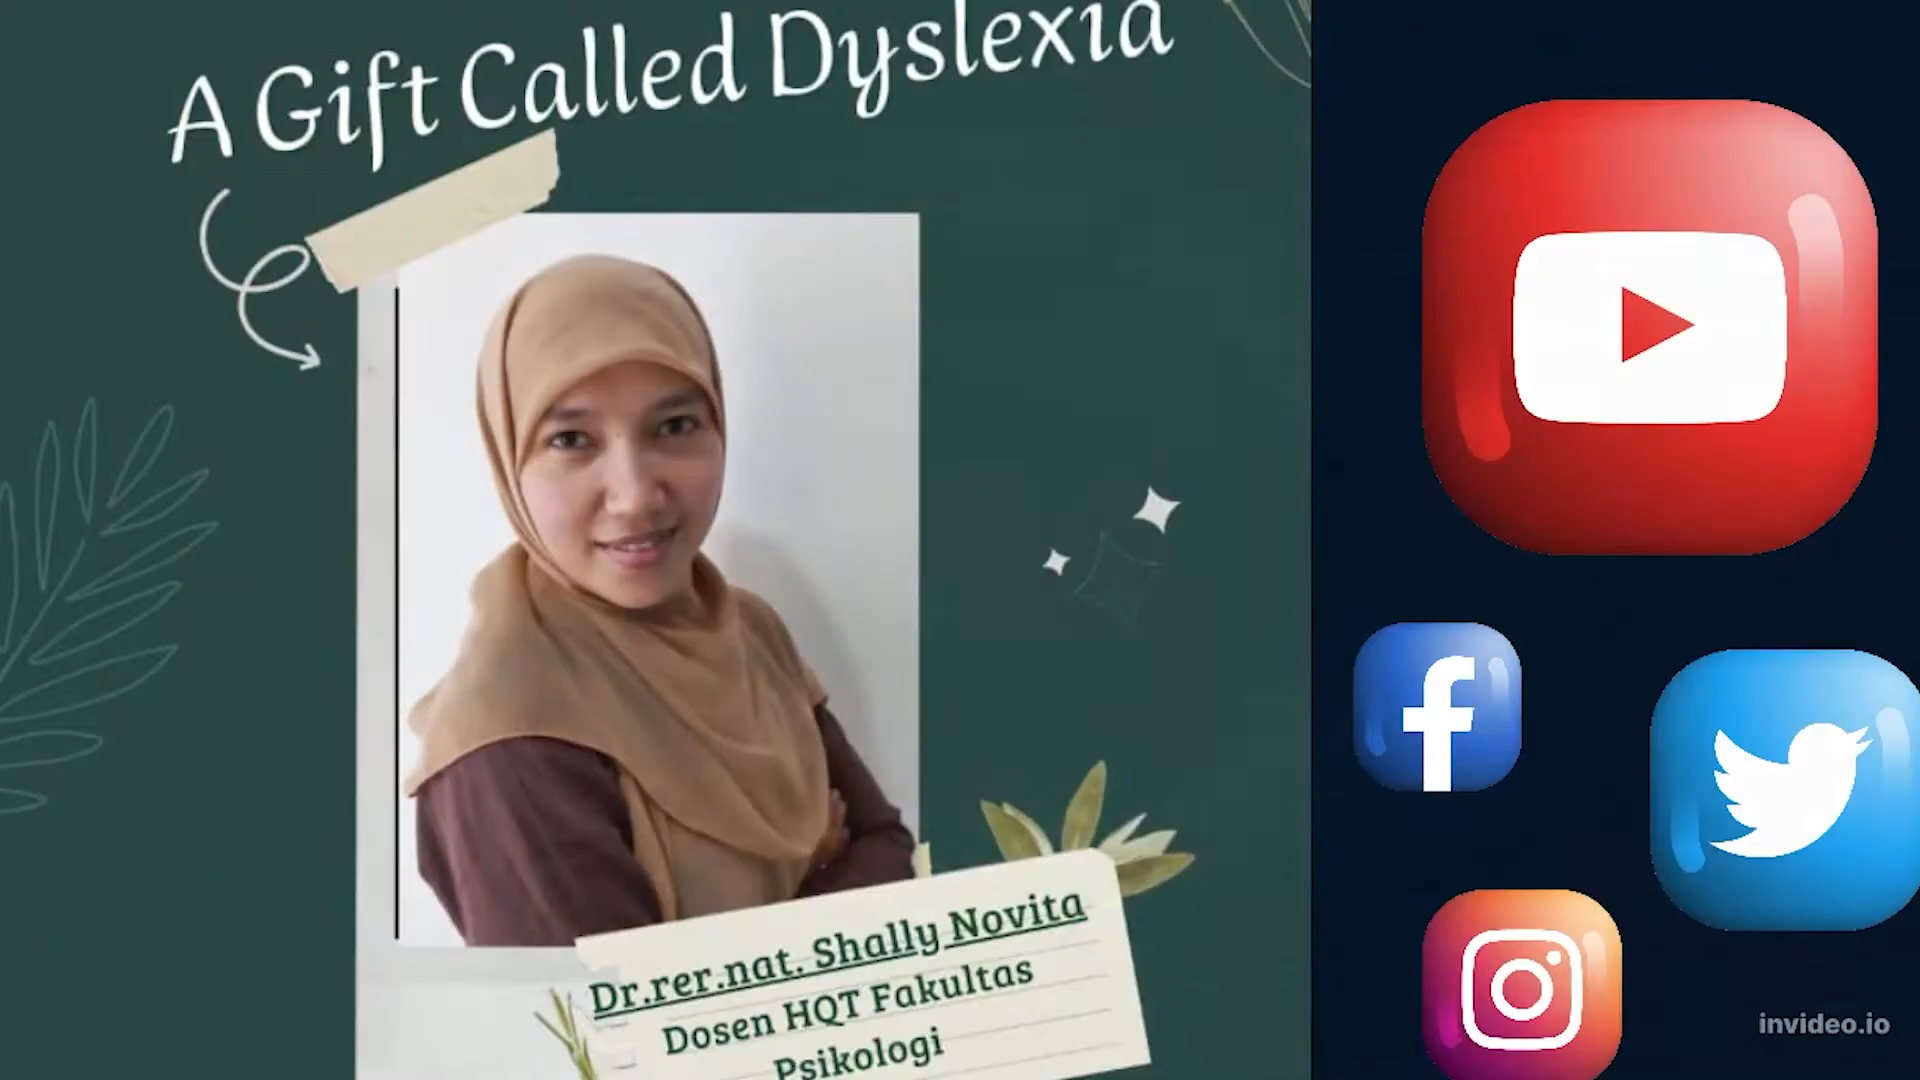 A Gift Called Dyslexia
Dr.rer.nat. Shally Novita
Dosen HQT Fakultas
Psikologi
invideo.io